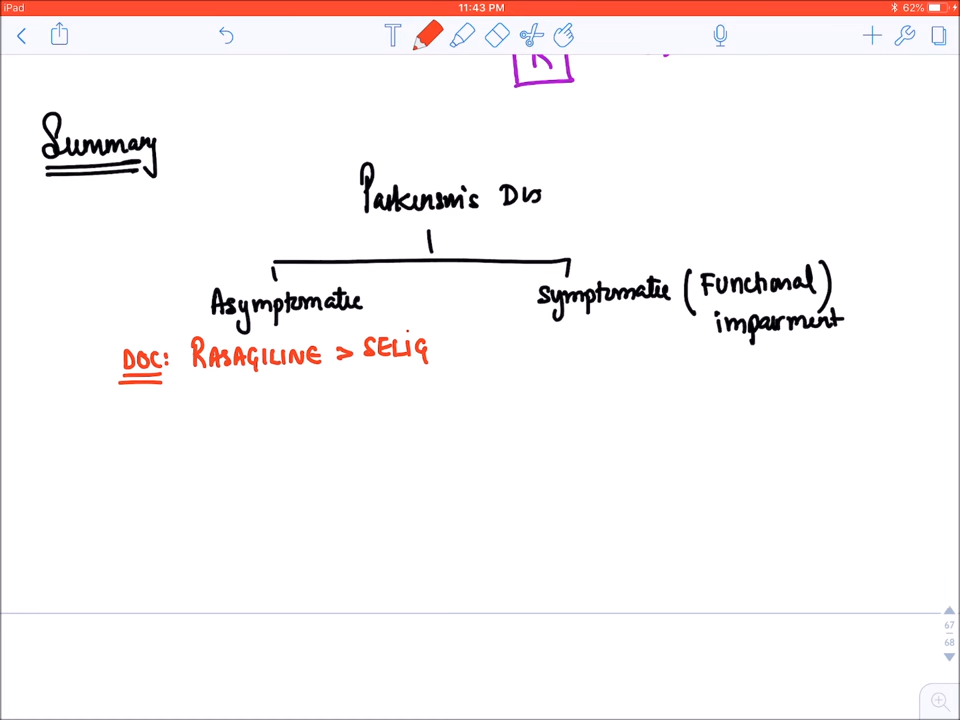 iPad
11:43 PM
62%
T
Summary
Parkinson's Dis
Asymptomatic
Symptomatic (Functional)
impairment
DOC: RASAGILINE > SELIG
67
68